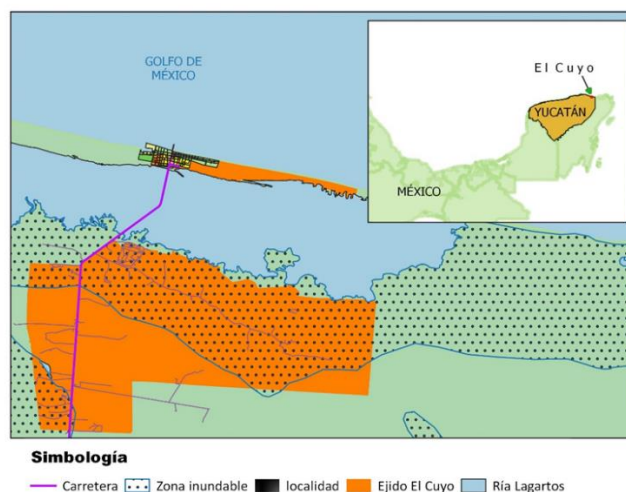 GOLFO DE
MÉXICO
El Cuyo
YUCATÁN
MÉXICO
Simbología
Carretera Zona inundable localidad Ejido El Cuyo Ría Lagartos